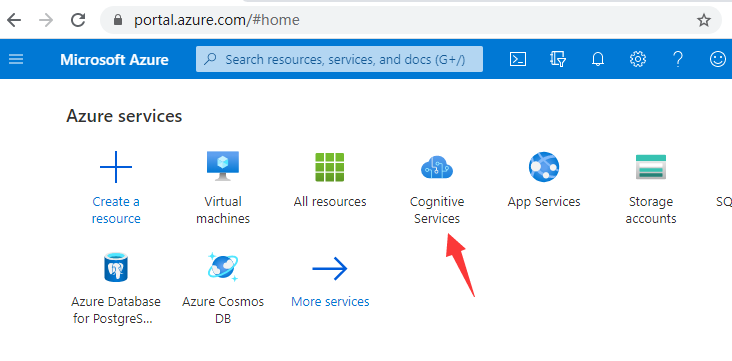 portal.azure.com/#home
Microsoft Azure
Search resources, services, and docs (G+/)
Azure services
Create a
resource
Virtual
machines
All resources
Cognitive
Services
App Services
Storage
accounts
SQ
Azure Database
for PostgreS...
Azure Cosmos
DB
More services